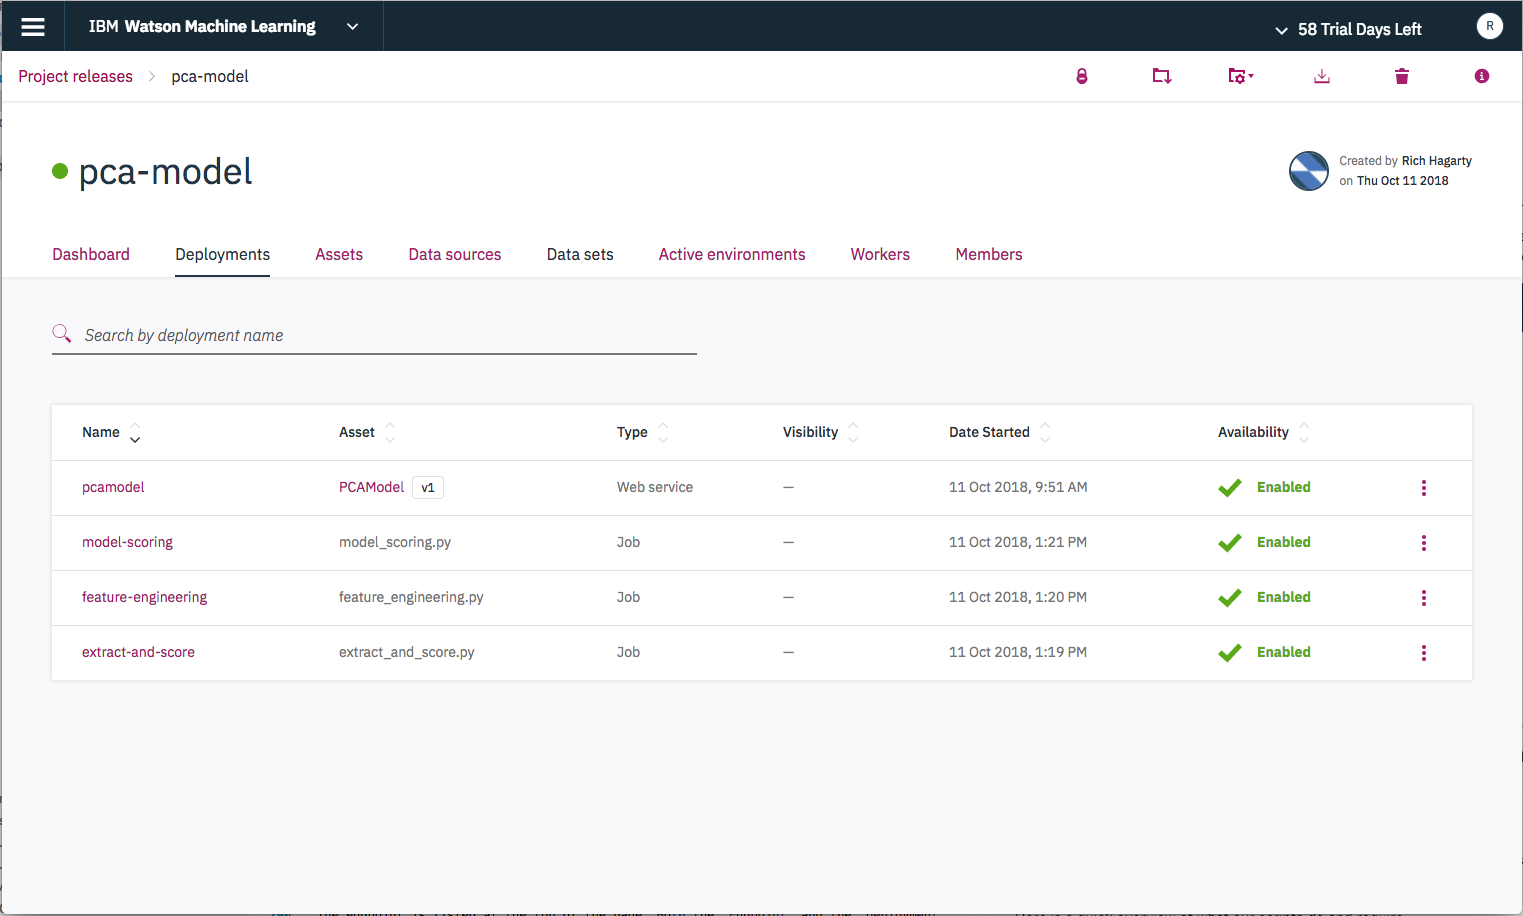 IBM Watson Machine Learning
58 Trial Days Left
R
Project releases > pca-model
pca-model
Created by Rich Hagarty
on Thu Oct 11 2018
Dashboard Deployments Assets Data sources Data sets Active environments Workers Members
Search by deployment name
Name Asset Type Visibility Date Started Availability
pcamodel PCAModel v1 Web service — 11 Oct 2018, 9:51 AM Enabled
model-scoring model_scoring.py Job — 11 Oct 2018, 1:21 PM Enabled
feature-engineering feature_engineering.py Job — 11 Oct 2018, 1:20 PM Enabled
extract-and-score extract_and_score.py Job — 11 Oct 2018, 1:19 PM Enabled